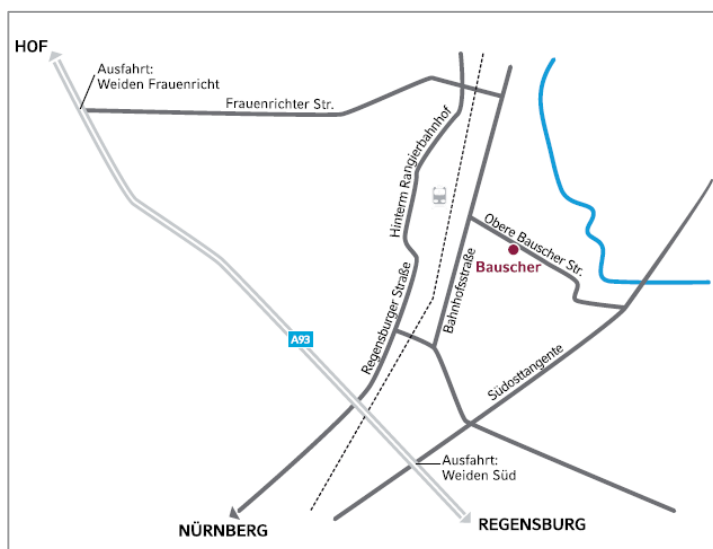 HOF
Ausfahrt:
Weiden Frauenricht
Frauenrichter Str.
Hinterm Rangierbahnhof
Obere Bauscher Str.
Bauscher
Bahnhofsstraße
Regensburger Straße
A93
Südosttangente
Ausfahrt:
Weiden Süd
NÜRNBERG
REGENSBURG